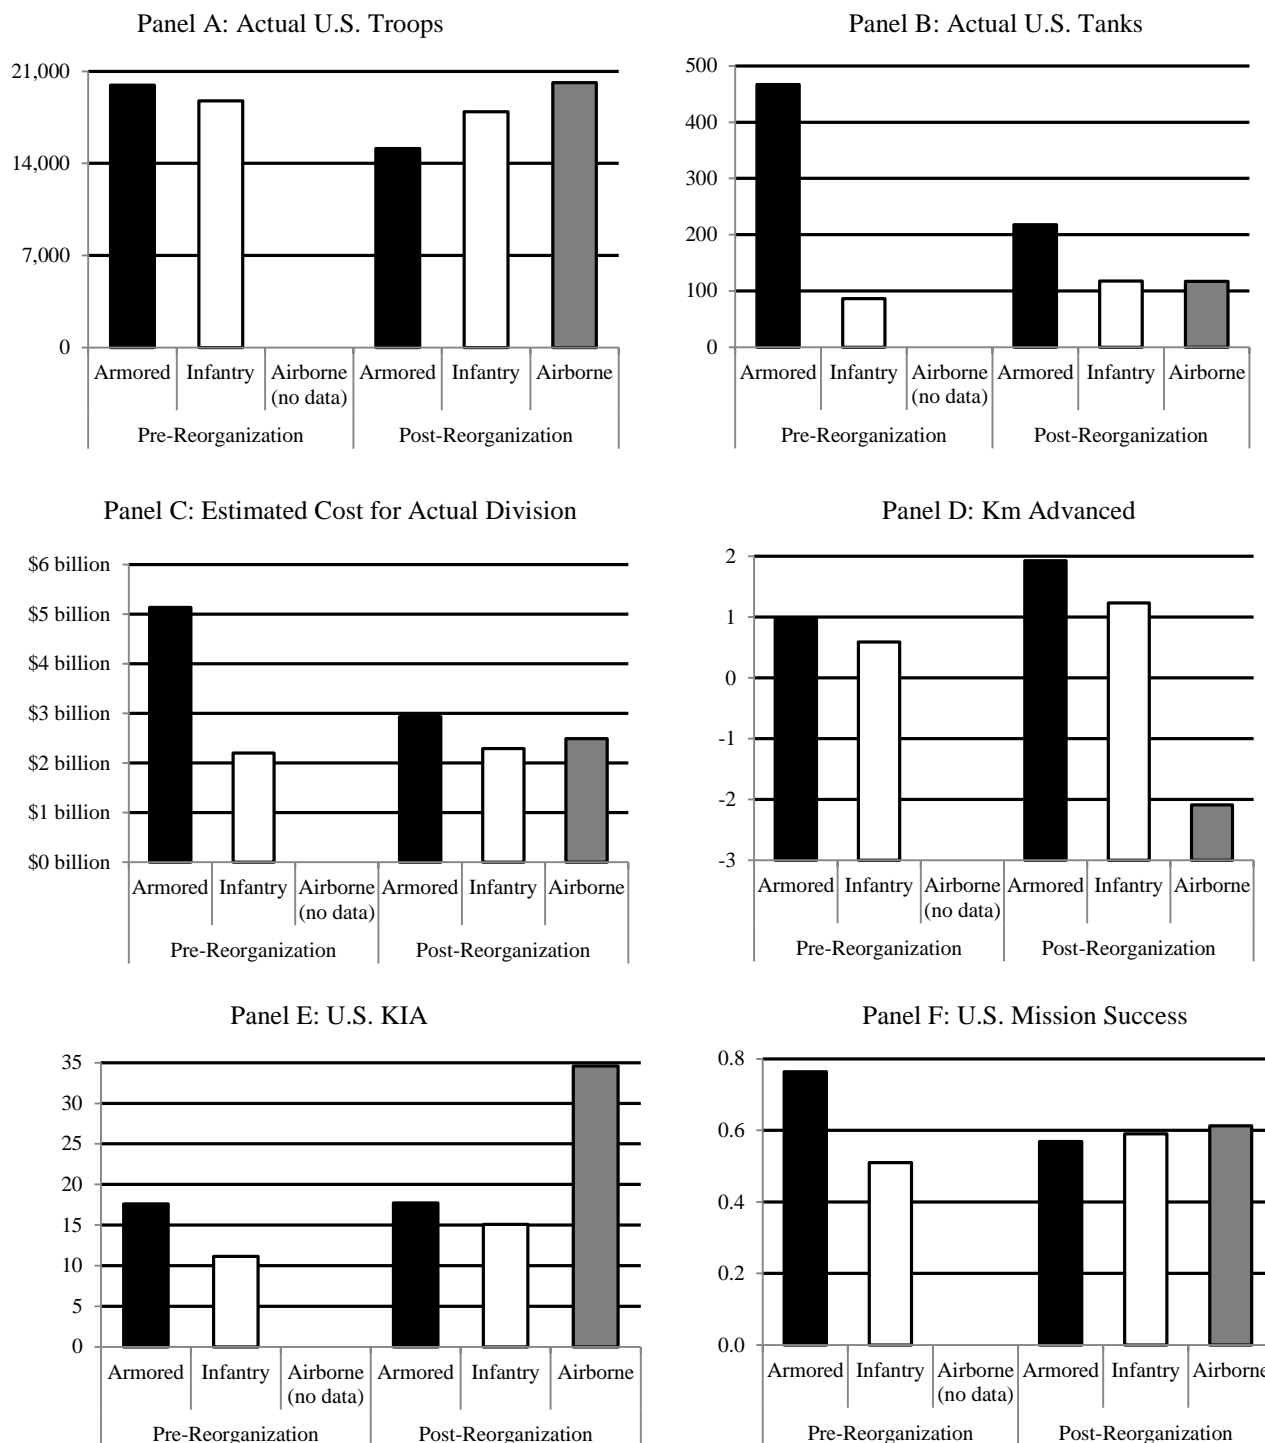 Panel A: Actual U.S. Troops
21,000
14,000
7,000
0
Armored Infantry Airborne Armored Infantry Airborne
(no data)
Pre-Reorganization Post-Reorganization
Panel B: Actual U.S. Tanks
500
400
300
200
100
0
Armored Infantry Airborne Armored Infantry Airborne
(no data)
Pre-Reorganization Post-Reorganization
Panel C: Estimated Cost for Actual Division
$6 billion
$5 billion
$4 billion
$3 billion
$2 billion
$1 billion
$0 billion
Armored Infantry Airborne Armored Infantry Airborne
(no data)
Pre-Reorganization Post-Reorganization
Panel D: Km Advanced
2
1
0
-1
-2
-3
Armored Infantry Airborne Armored Infantry Airborne
(no data)
Pre-Reorganization Post-Reorganization
Panel E: U.S. KIA
35
30
25
20
15
10
5
0
Armored Infantry Airborne Armored Infantry Airborne
(no data)
Pre-Reorganization Post-Reorganization
Panel F: U.S. Mission Success
0.8
0.6
0.4
0.2
0.0
Armored Infantry Airborne Armored Infantry Airborne
(no data)
Pre-Reorganization Post-Reorganization